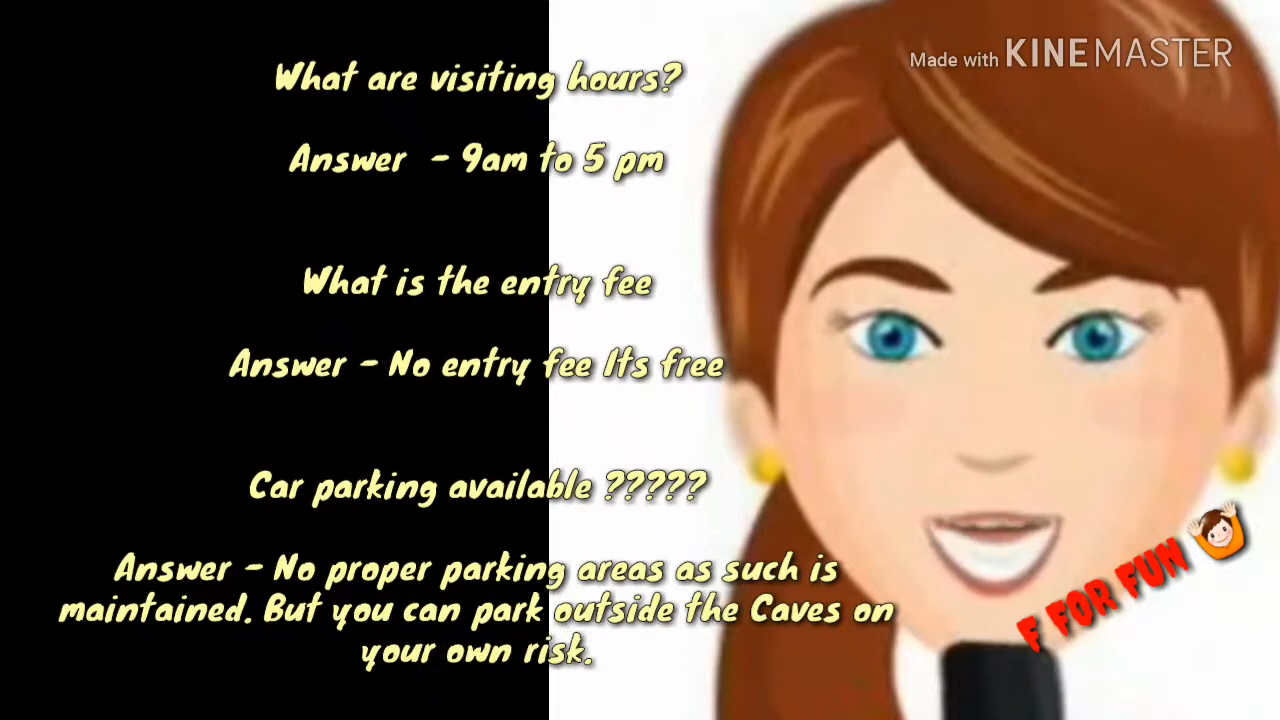 Made with KINEMASTER
What are visiting hours?
Answer - 9am to 5 pm
What is the entry fee
Answer - No entry fee Its free
Car parking available ?????
Answer - No proper parking areas as such is
maintained. But you can park outside the Caves on
your own risk.
F FOR FUN